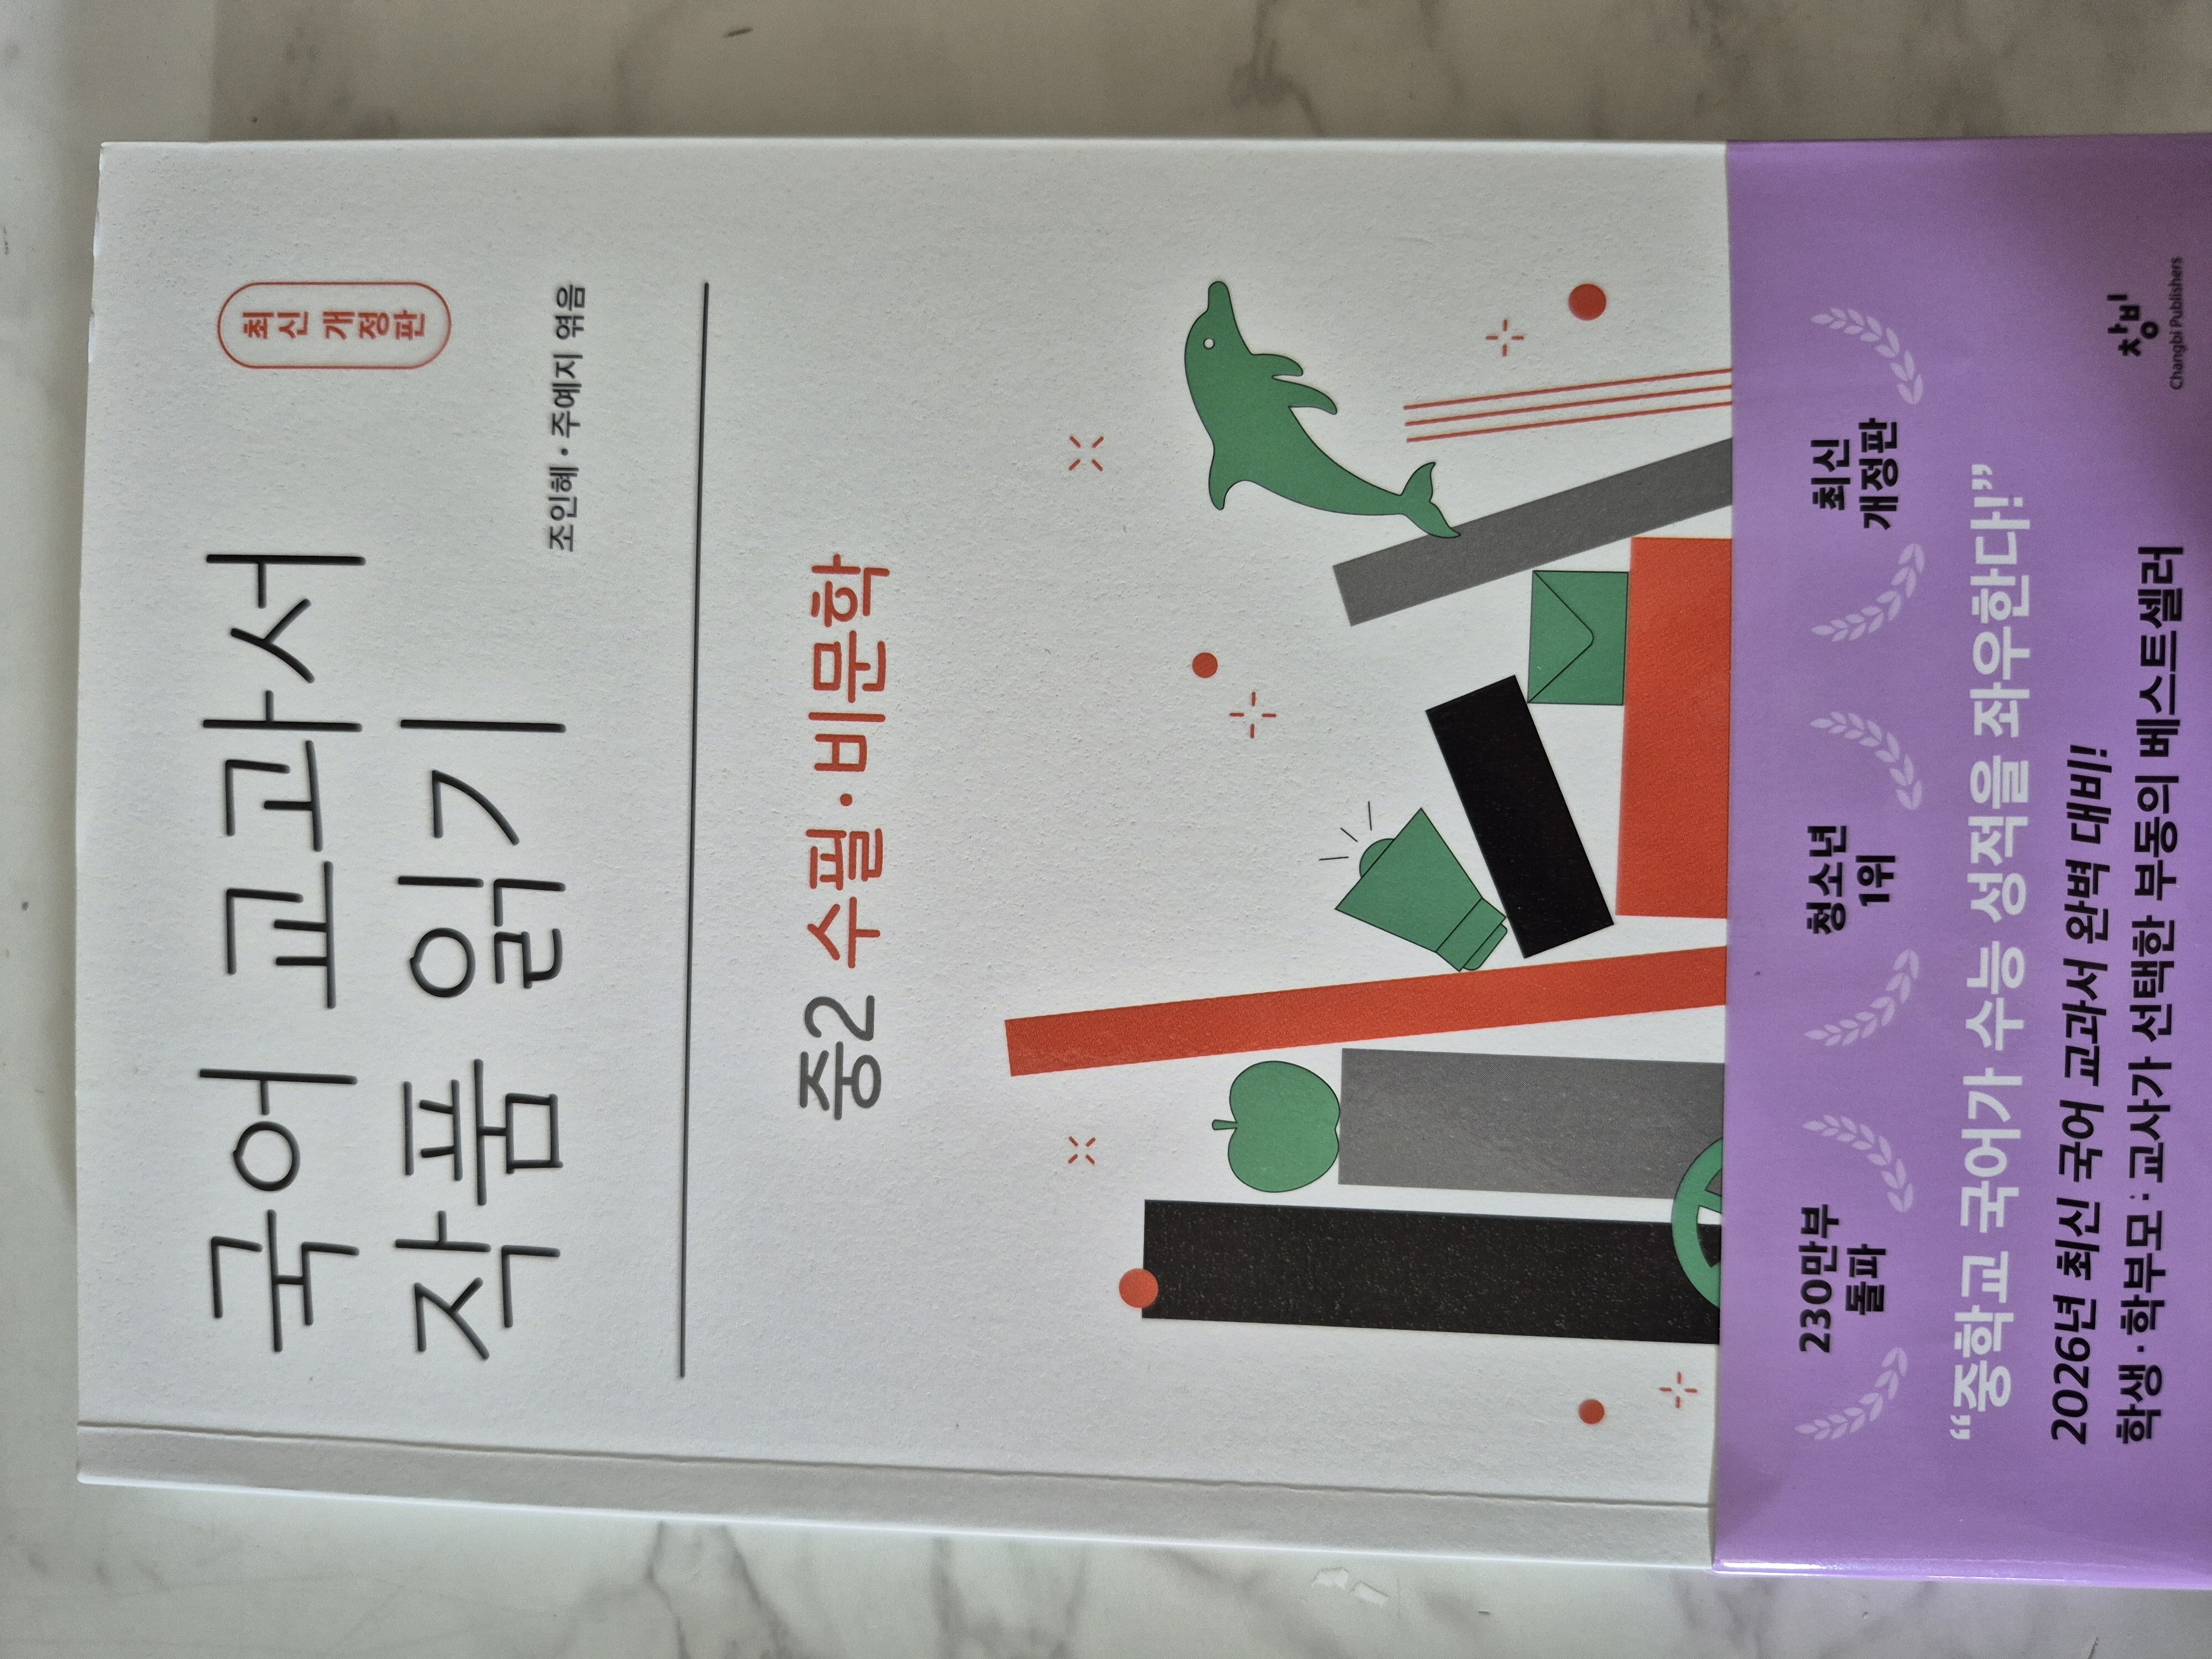 최신 개정판
국어 교과서
작품 읽기
조인혜·주예지 엮음
중2 수필·비문학
230만부
돌파
청소년
1위
최신
개정판
“중학교 국어가 수능 성적을 좌우한다!”
2026년 최신 국어 교과서 완벽 대비!
학생·학부모·교사가 선택한 부동의 베스트셀러
창비
Changbi Publishers